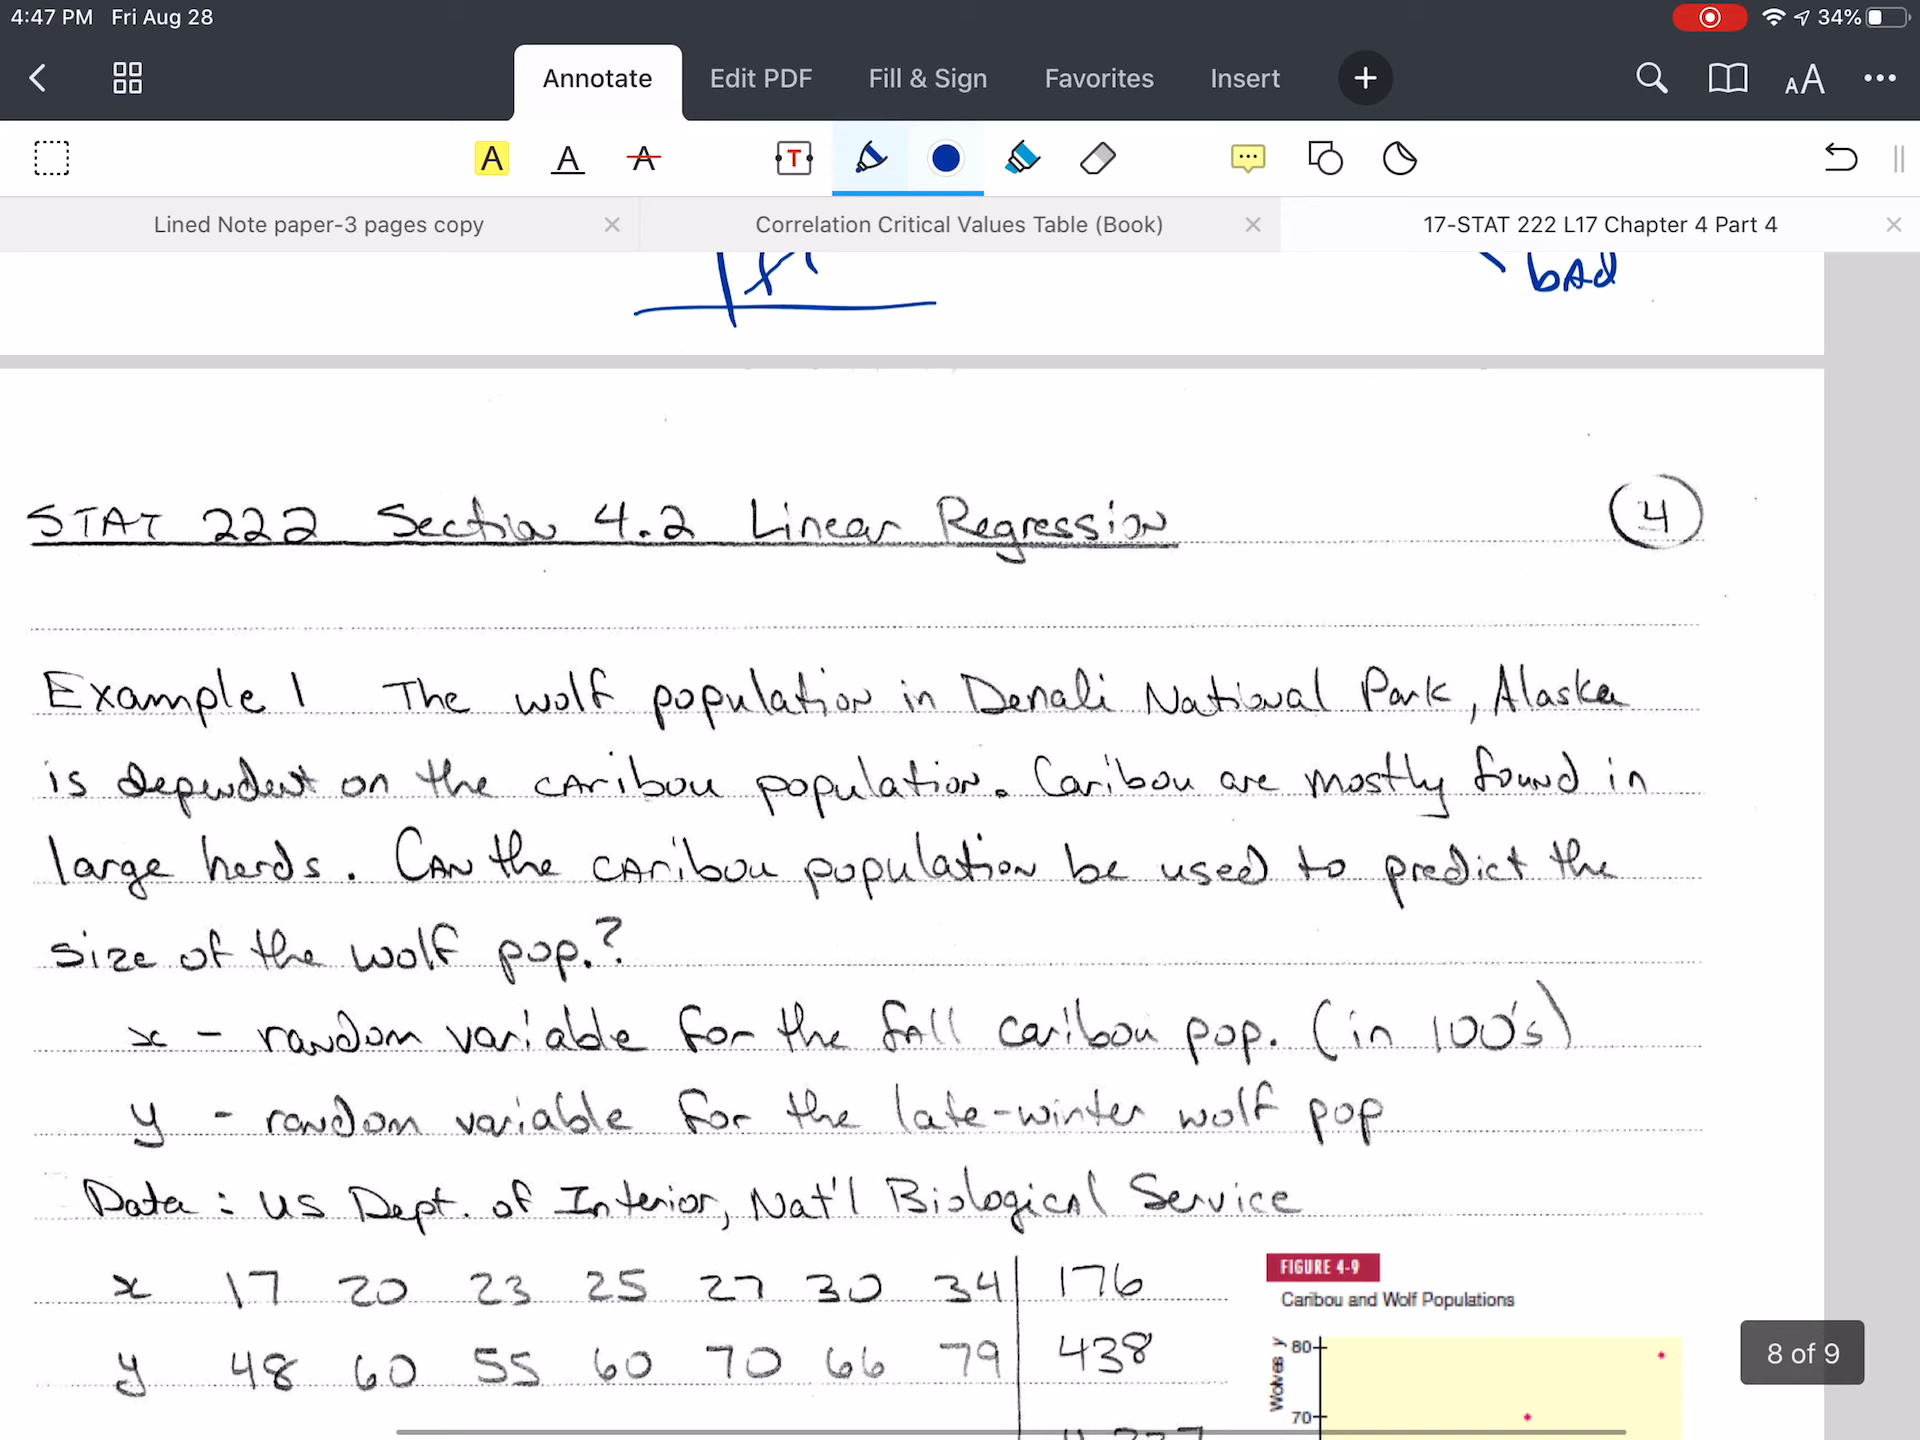 4:47 PM Fri Aug 28 34%
Annotate Edit PDF Fill & Sign Favorites Insert
Lined Note paper-3 pages copy Correlation Critical Values Table (Book) 17-STAT 222 L17 Chapter 4 Part 4
bad
STAT 222 Section 4.2 Linear Regression 4
Example 1 The wolf population in Denali National Park, Alaska
is dependent on the caribou population. Caribou are mostly found in
large herds. Can the caribou population be used to predict the
size of the wolf pop.?
x - random variable for the fall caribou pop. (in 100's)
y - random variable for the late-winter wolf pop
Data: US Dept. of Interior, Nat'l Biological Service
x 17 20 23 25 27 30 34 176
y 48 60 55 60 70 66 79 438
FIGURE 4-9
Caribou and Wolf Populations
Wolves y
80
70
8 of 9